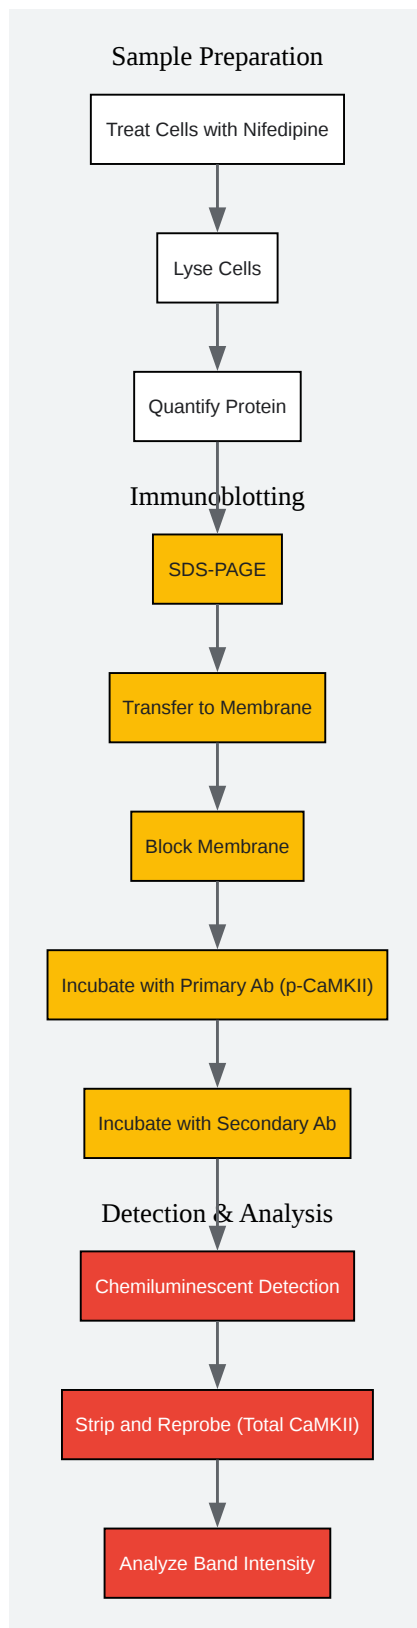 Sample Preparation
Treat Cells with Nifedipine
Lyse Cells
Quantify Protein
Immunoblotting
SDS-PAGE
Transfer to Membrane
Block Membrane
Incubate with Primary Ab (p-CaMKII)
Incubate with Secondary Ab
Detection & Analysis
Chemiluminescent Detection
Strip and Reprobe (Total CaMKII)
Analyze Band Intensity